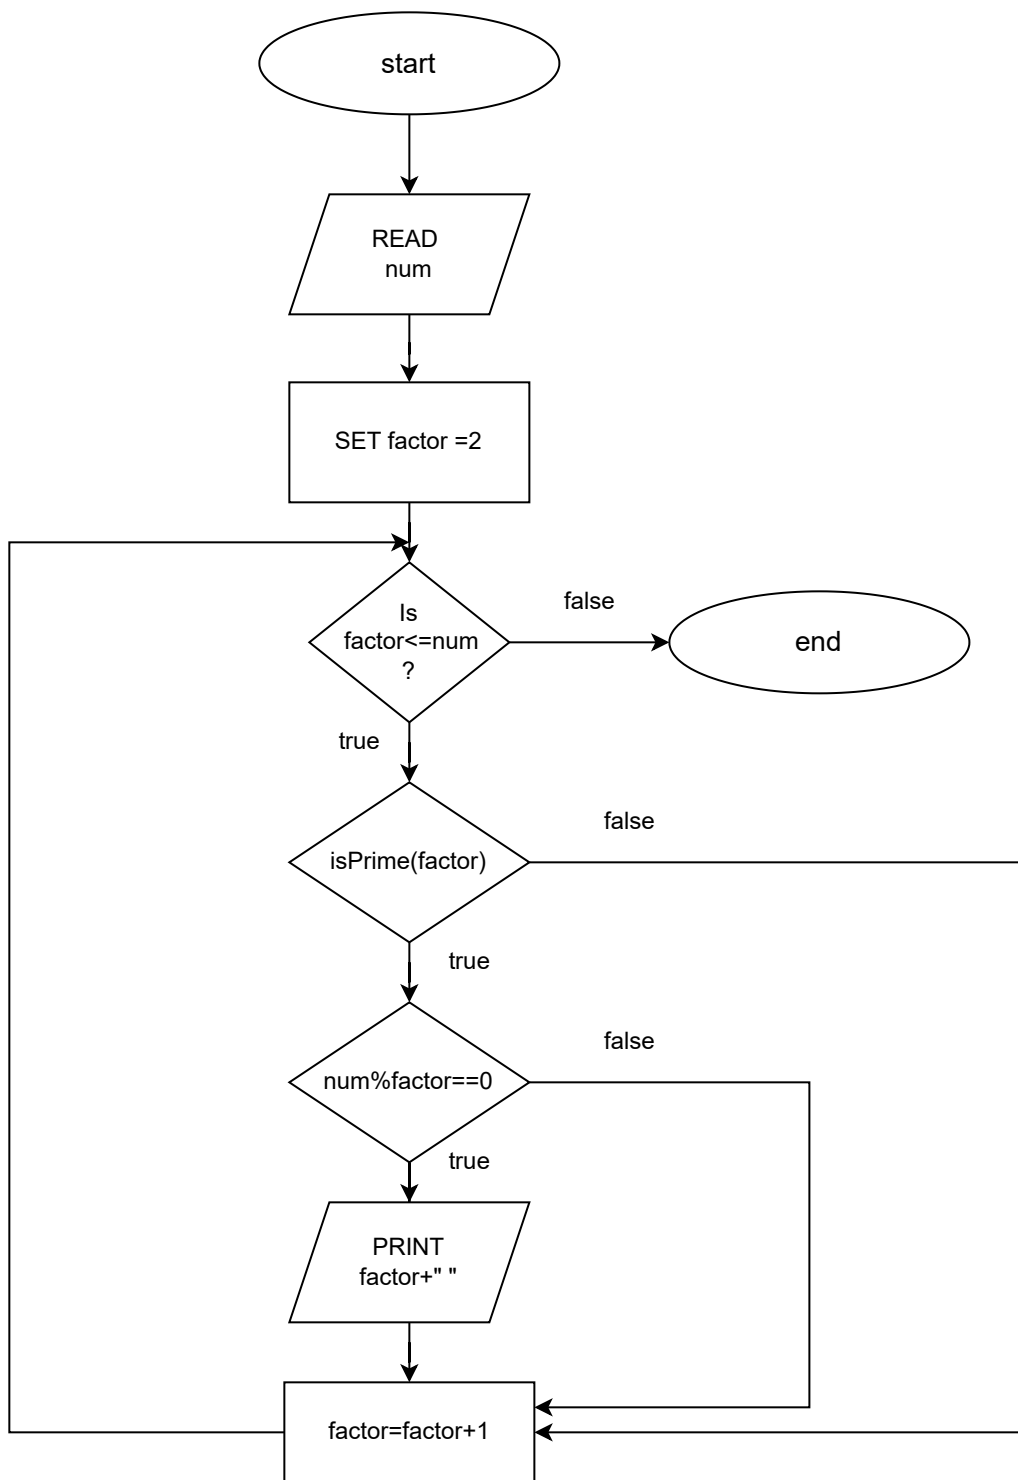 start
READ
num
SET factor =2
Is
factor<=num
?
false
end
true
isPrime(factor)
false
true
num%factor==0
false
true
PRINT
factor+" "
factor=factor+1